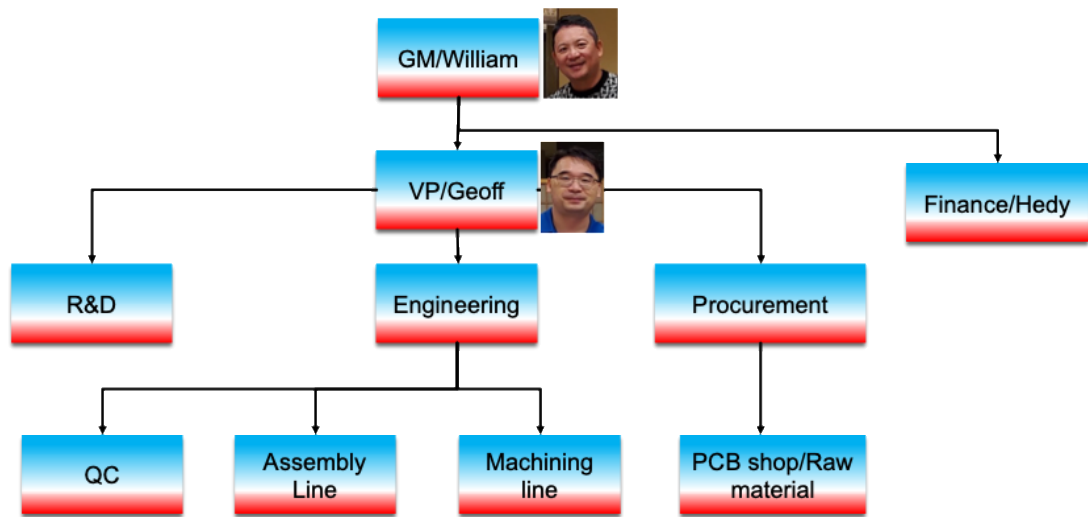 GM/William
VP/Geoff
Finance/Hedy
R&D
Engineering
Procurement
QC
Assembly
Line
Machining
line
PCB shop/Raw
material